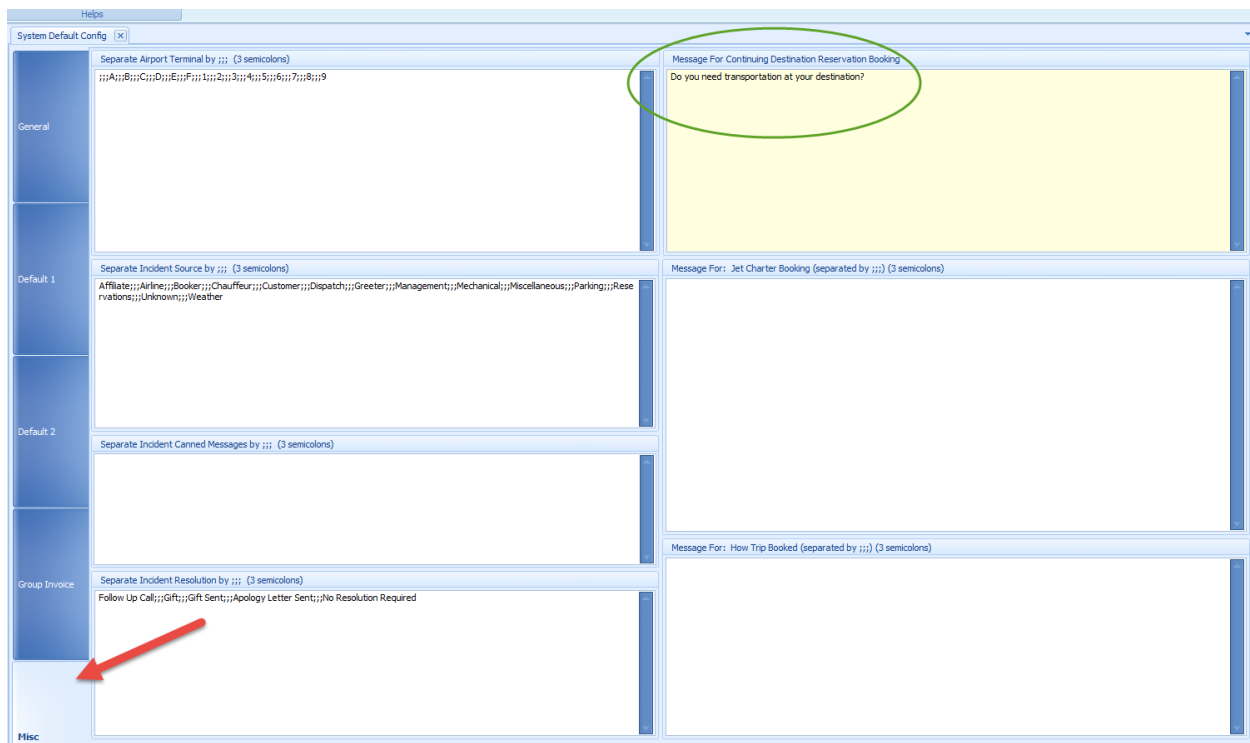 Helps
System Default Config
General
Default 1
Default 2
Group Invoice
Misc
Separate Airport Terminal by ;;; (3 semicolons)
;;;A;;;B;;;C;;;D;;;E;;;F;;;1;;;2;;;3;;;4;;;5;;;6;;;7;;;8;;;9
Separate Incident Source by ;;; (3 semicolons)
Affiliate;;;Airline;;;Booker;;;Chauffeur;;;Customer;;;Dispatch;;;Greeter;;;Management;;;Mechanical;;;Miscellaneous;;;Parking;;;Rese
rvations;;;Unknown;;;Weather
Separate Incident Canned Messages by ;;; (3 semicolons)
Separate Incident Resolution by ;;; (3 semicolons)
Follow Up Call;;;Gift;;;Gift Sent;;;Apology Letter Sent;;;No Resolution Required
Message For Continuing Destination Reservation Booking
Do you need transportation at your destination?
Message For: Jet Charter Booking (separated by ;;;) (3 semicolons)
Message For: How Trip Booked (separated by ;;;) (3 semicolons)